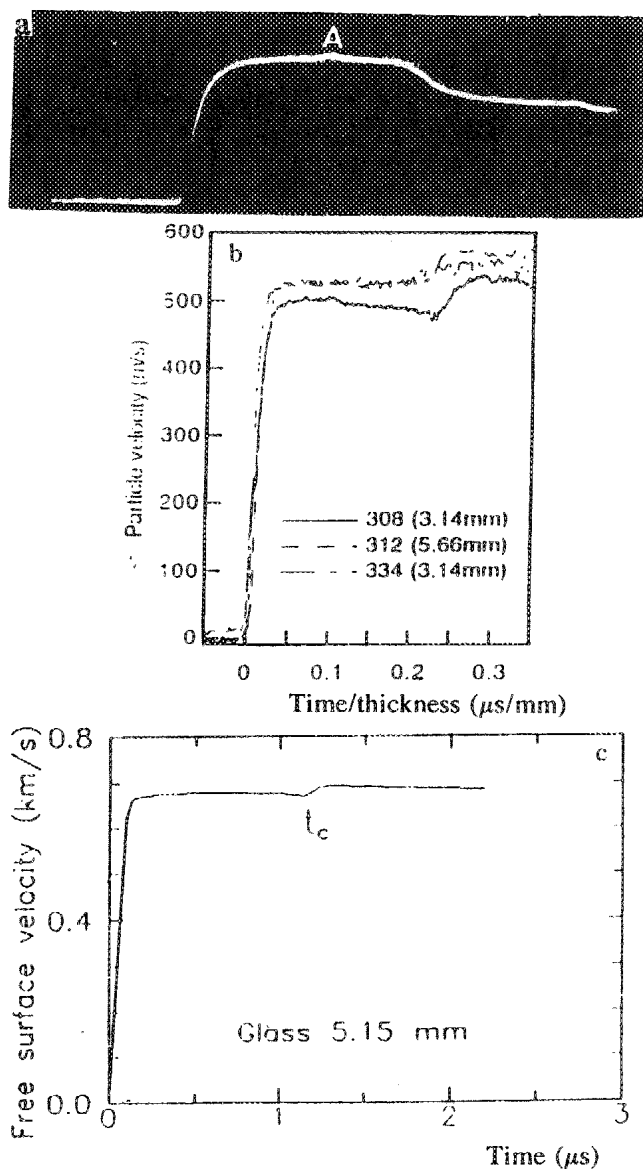 a
A
b
600
500
400
300
200
100
0
Particle velocity (m/s)
308 (3.14mm)
312 (5.66mm)
334 (3.14mm)
0 0.1 0.2 0.3
Time/thickness (μs/mm)
c
0.8
0.4
0.0
Free surface velocity (km/s)
t_c
Glass 5.15 mm
0 1 2 3
Time (μs)